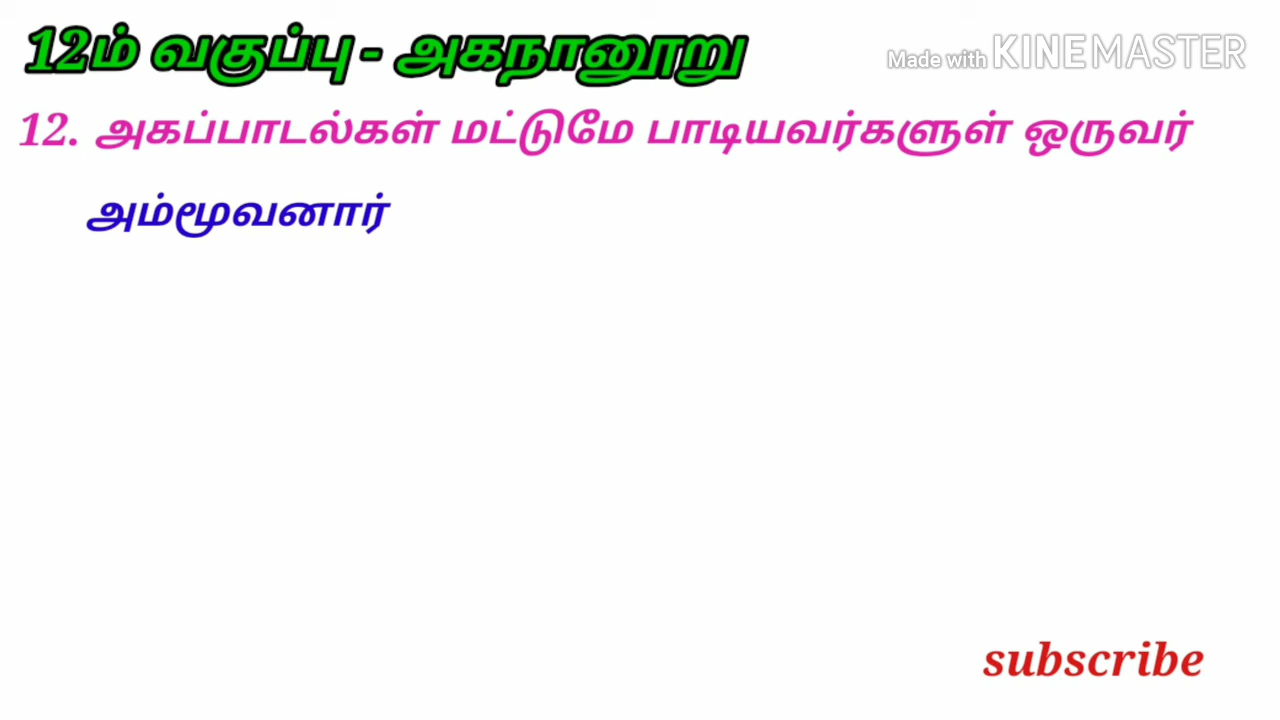 12ம் வகுப்பு - அகநானூறு
Made with KINEMASTER
12. அகப்பாடல்கள் மட்டுமே பாடியவர்களுள் ஒருவர்
அம்மூவனார்
subscribe